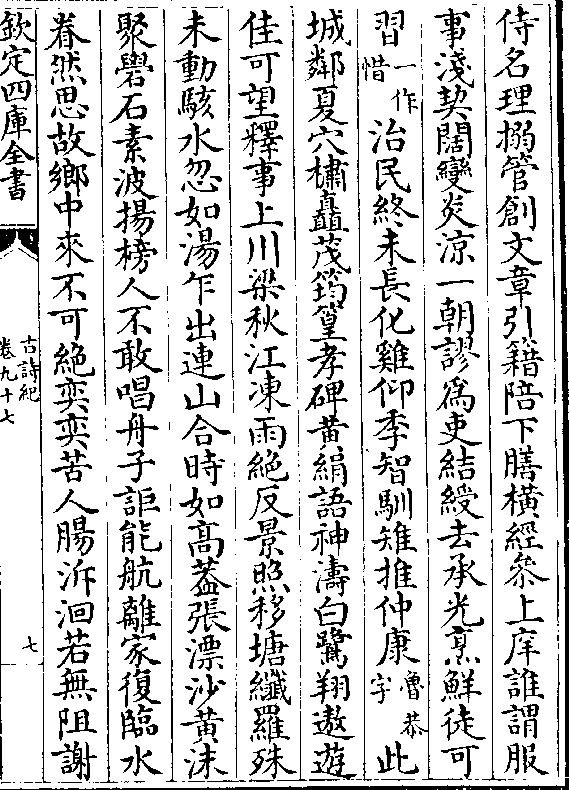 侍名理搦管創文章引籍陪下膳横經叅上庠誰謂服
事淺契闊變炎凉一朝謬爲吏結綬去承光烹鮮徒可
習一作惜治民終未長化雞仰季智馴雉推仲康魯恭字此
城鄰夏穴櫹矗茂筠篁孝碑黄絹語神濤白鷺翔遨遊
佳可望釋事上川梁秋江凍雨絶反景照移塘纎羅殊
未動駭水忽如湯乍出連山合時如高葢張漂沙黄沫
聚礜石素波揚榜人不敢唱舟子詎能航離家復臨水
眷然思故鄉中來不可絶奕奕苦人腸泝洄若無阻謝
欽定四庫全書
古詩紀
卷九十七
七